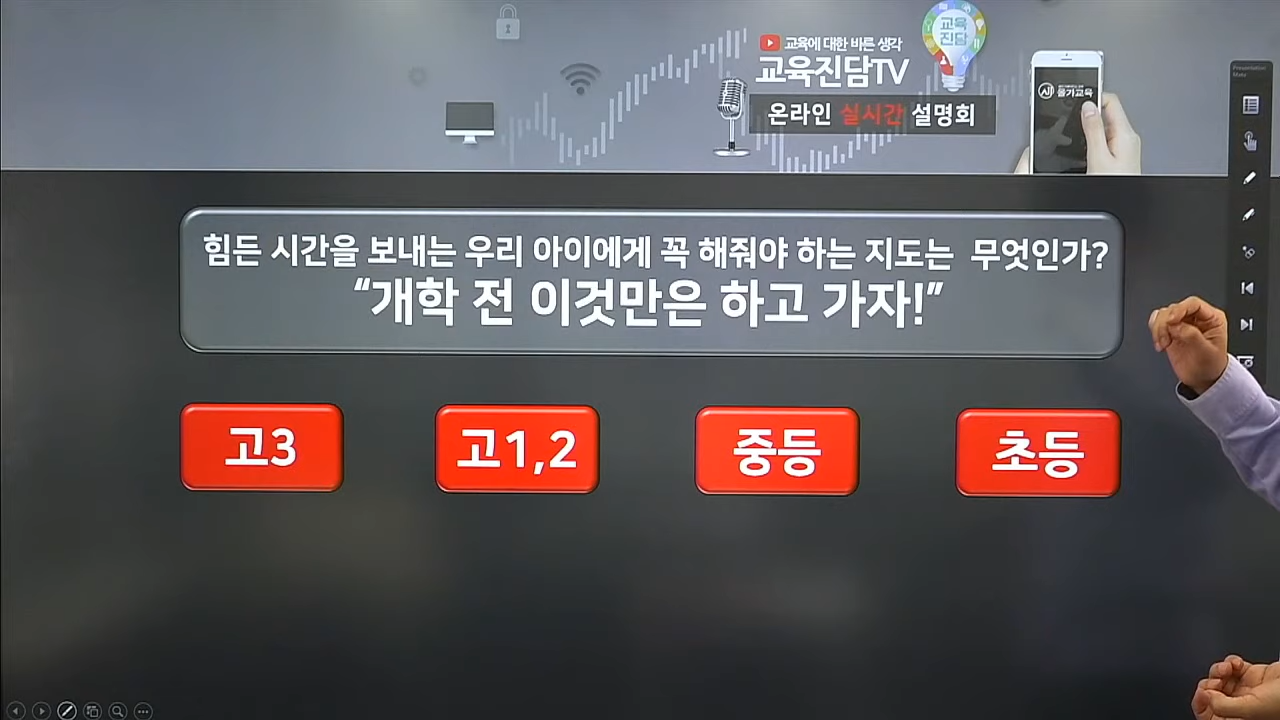 교육
진담
교육에 대한 바른 생각
교육진담TV
온라인 실시간 설명회
Presentation
힘든 시간을 보내는 우리 아이에게 꼭 해줘야 하는 지도는 무엇인가?
“개학 전 이것만은 하고 가자!”
고3
고1,2
중등
초등